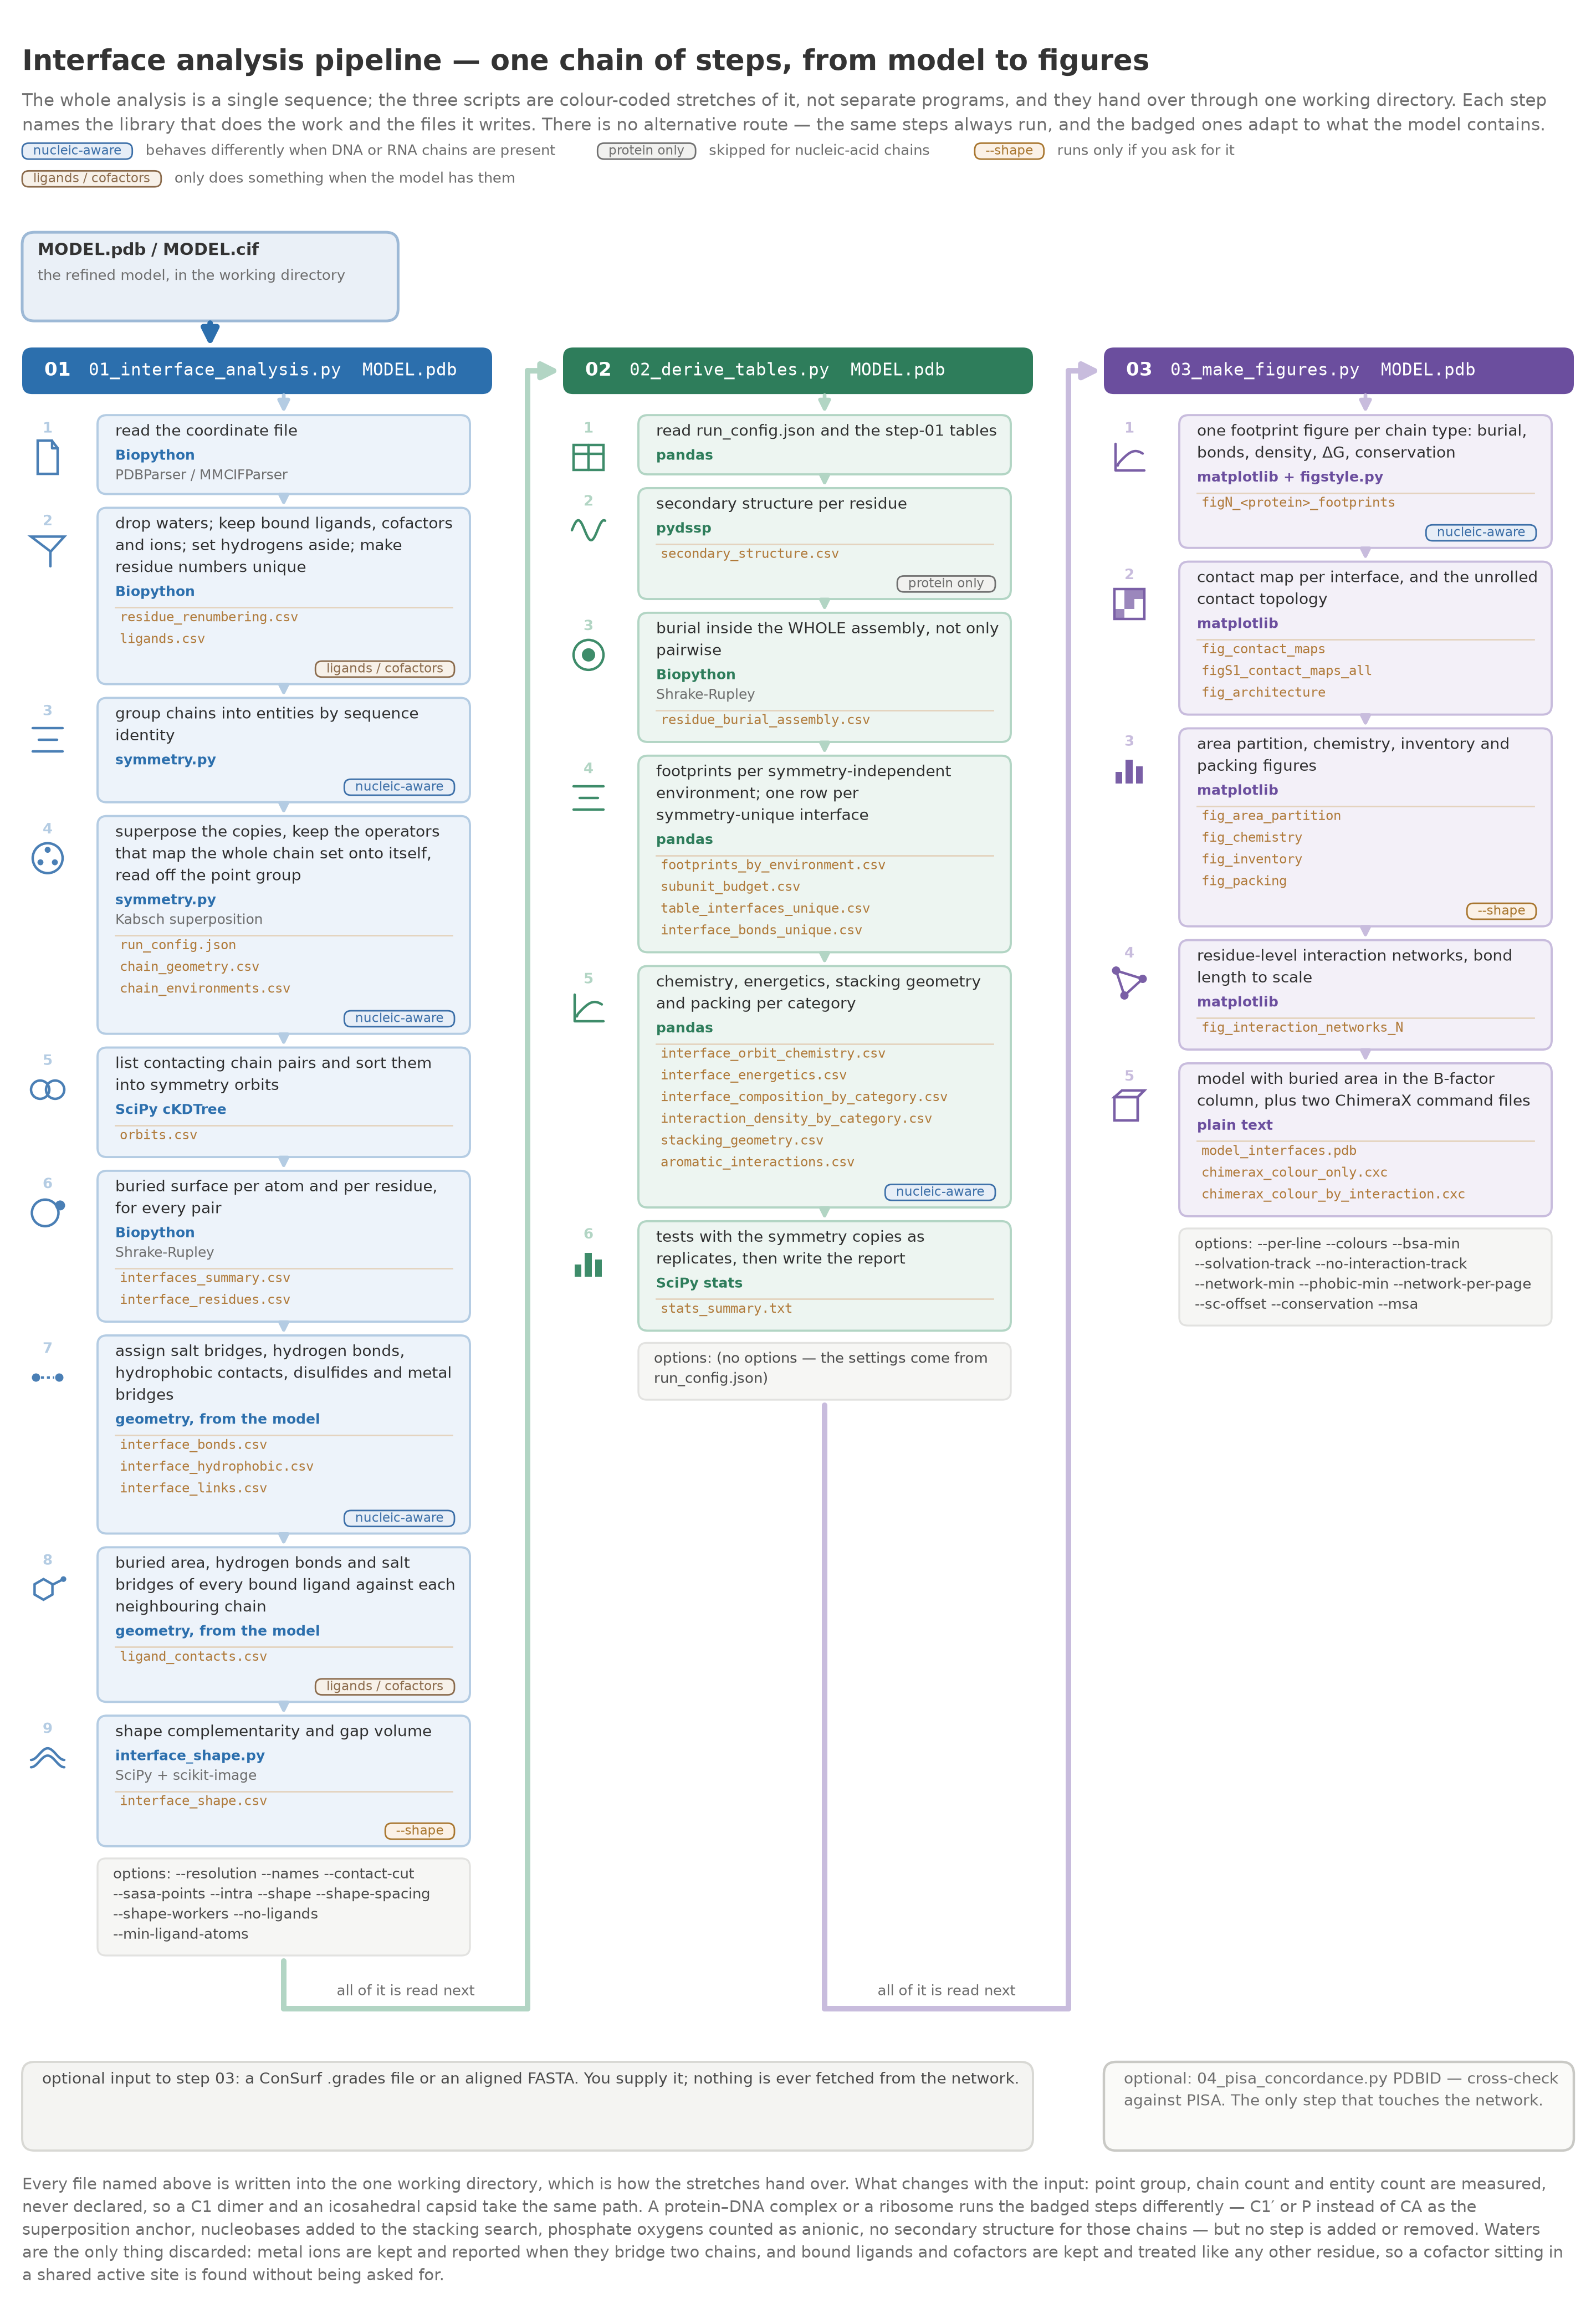 Interface analysis pipeline — one chain of steps, from model to figures
The whole analysis is a single sequence; the three scripts are colour-coded stretches of it, not separate programs, and they hand over through one working directory. Each step
names the library that does the work and the files it writes. There is no alternative route — the same steps always run, and the badged ones adapt to what the model contains.
nucleic-aware behaves differently when DNA or RNA chains are present protein only skipped for nucleic-acid chains --shape runs only if you ask for it
ligands / cofactors only does something when the model has them
MODEL.pdb / MODEL.cif
the refined model, in the working directory
01 01_interface_analysis.py MODEL.pdb
1
read the coordinate file
Biopython
PDBParser / MMCIFParser
2
drop waters; keep bound ligands, cofactors
and ions; set hydrogens aside; make
residue numbers unique
Biopython
residue_renumbering.csv
ligands.csv
ligands / cofactors
3
group chains into entities by sequence
identity
symmetry.py
nucleic-aware
4
superpose the copies, keep the operators
that map the whole chain set onto itself,
read off the point group
symmetry.py
Kabsch superposition
run_config.json
chain_geometry.csv
chain_environments.csv
nucleic-aware
5
list contacting chain pairs and sort them
into symmetry orbits
SciPy cKDTree
orbits.csv
6
buried surface per atom and per residue,
for every pair
Biopython
Shrake-Rupley
interfaces_summary.csv
interface_residues.csv
7
assign salt bridges, hydrogen bonds,
hydrophobic contacts, disulfides and metal
bridges
geometry, from the model
interface_bonds.csv
interface_hydrophobic.csv
interface_links.csv
nucleic-aware
8
buried area, hydrogen bonds and salt
bridges of every bound ligand against each
neighbouring chain
geometry, from the model
ligand_contacts.csv
ligands / cofactors
9
shape complementarity and gap volume
interface_shape.py
SciPy + scikit-image
interface_shape.csv
--shape
options: --resolution --names --contact-cut
--sasa-points --intra --shape --shape-spacing
--shape-workers --no-ligands
--min-ligand-atoms
all of it is read next
02 02_derive_tables.py MODEL.pdb
1
read run_config.json and the step-01 tables
pandas
2
secondary structure per residue
pydssp
secondary_structure.csv
protein only
3
burial inside the WHOLE assembly, not only
pairwise
Biopython
Shrake-Rupley
residue_burial_assembly.csv
4
footprints per symmetry-independent
environment; one row per
symmetry-unique interface
pandas
footprints_by_environment.csv
subunit_budget.csv
table_interfaces_unique.csv
interface_bonds_unique.csv
5
chemistry, energetics, stacking geometry
and packing per category
pandas
interface_orbit_chemistry.csv
interface_energetics.csv
interface_composition_by_category.csv
interaction_density_by_category.csv
stacking_geometry.csv
aromatic_interactions.csv
nucleic-aware
6
tests with the symmetry copies as
replicates, then write the report
SciPy stats
stats_summary.txt
options: (no options — the settings come from
run_config.json)
all of it is read next
03 03_make_figures.py MODEL.pdb
1
one footprint figure per chain type: burial,
bonds, density, ΔG, conservation
matplotlib + figstyle.py
figN_<protein>_footprints
nucleic-aware
2
contact map per interface, and the unrolled
contact topology
matplotlib
fig_contact_maps
figS1_contact_maps_all
fig_architecture
3
area partition, chemistry, inventory and
packing figures
matplotlib
fig_area_partition
fig_chemistry
fig_inventory
fig_packing
--shape
4
residue-level interaction networks, bond
length to scale
matplotlib
fig_interaction_networks_N
5
model with buried area in the B-factor
column, plus two ChimeraX command files
plain text
model_interfaces.pdb
chimerax_colour_only.cxc
chimerax_colour_by_interaction.cxc
options: --per-line --colours --bsa-min
--solvation-track --no-interaction-track
--network-min --phobic-min --network-per-page
--sc-offset --conservation --msa
optional input to step 03: a ConSurf .grades file or an aligned FASTA. You supply it; nothing is ever fetched from the network.
optional: 04_pisa_concordance.py PDBID — cross-check
against PISA. The only step that touches the network.
Every file named above is written into the one working directory, which is how the stretches hand over. What changes with the input: point group, chain count and entity count are measured,
never declared, so a C1 dimer and an icosahedral capsid take the same path. A protein–DNA complex or a ribosome runs the badged steps differently — C1′ or P instead of CA as the
superposition anchor, nucleobases added to the stacking search, phosphate oxygens counted as anionic, no secondary structure for those chains — but no step is added or removed. Waters
are the only thing discarded: metal ions are kept and reported when they bridge two chains, and bound ligands and cofactors are kept and treated like any other residue, so a cofactor sitting in
a shared active site is found without being asked for.